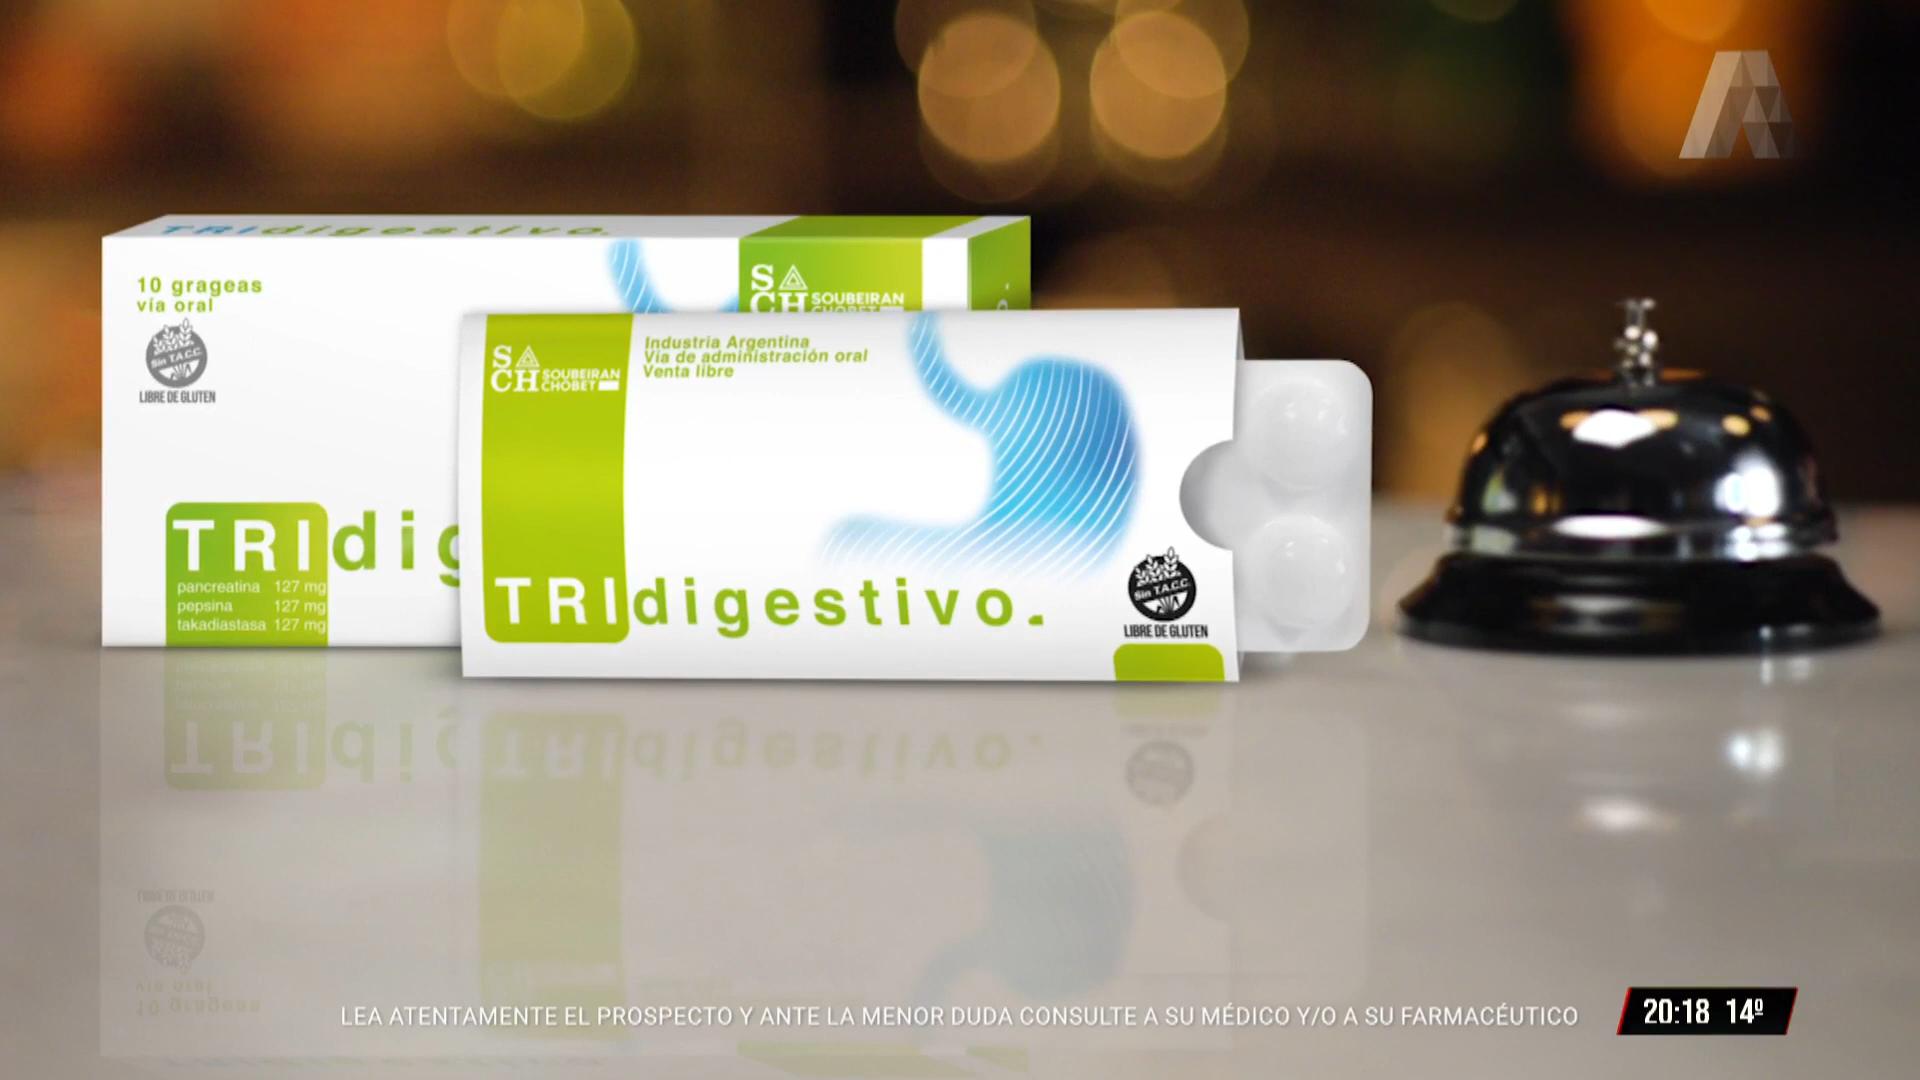 TRIdigestivo.
10 grageas
vía oral
Sin T.A.C.C.
LIBRE DE GLUTEN
S CH SOUBEIRAN
CHOBET
TRIdig
pancreatina 127 mg
pepsina 127 mg
takadiastasa 127 mg
S CH SOUBEIRAN
CHOBET
Industria Argentina
Vía de administración oral
Venta libre
TRIdigestivo.
Sin T.A.C.C.
LIBRE DE GLUTEN
LEA ATENTAMENTE EL PROSPECTO Y ANTE LA MENOR DUDA CONSULTE A SU MÉDICO Y/O A SU FARMACÉUTICO
20:18 14º